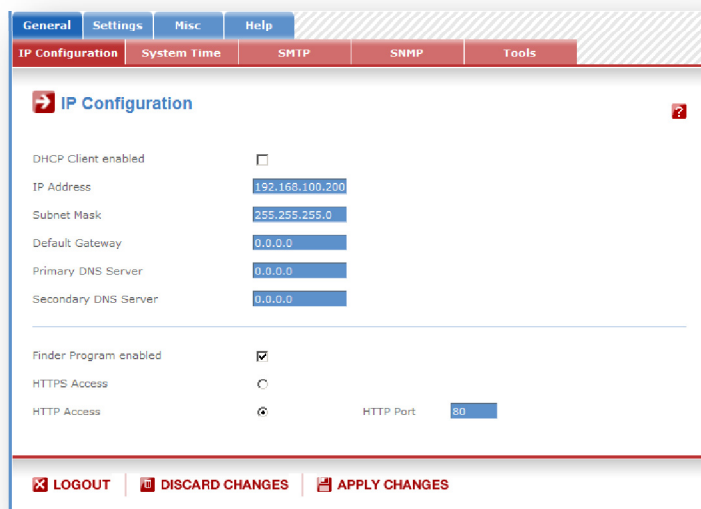 General Settings Misc Help
IP Configuration System Time SMTP SNMP Tools
IP Configuration
?
DHCP Client enabled
IP Address 192.168.100.200
Subnet Mask 255.255.255.0
Default Gateway 0.0.0.0
Primary DNS Server 0.0.0.0
Secondary DNS Server 0.0.0.0
Finder Program enabled
HTTPS Access
HTTP Access HTTP Port 80
LOGOUT DISCARD CHANGES APPLY CHANGES